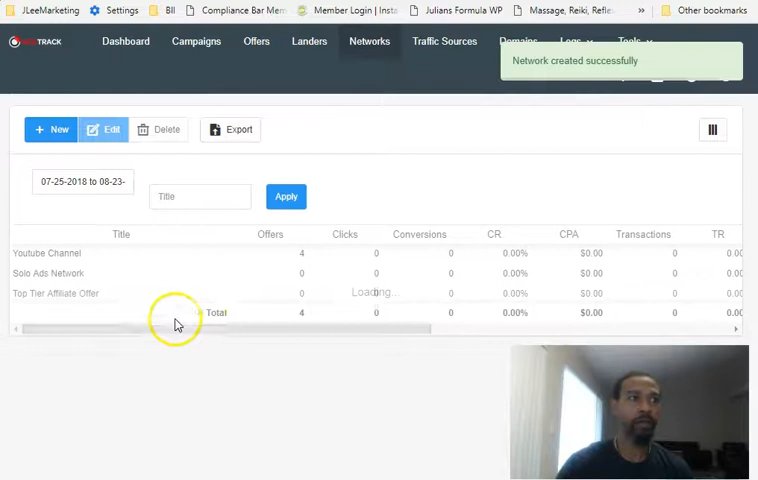 JLeeMarketing Settings BII Compliance Bar Mem Member Login | Insta Julians Formula WP Massage, Reiki, Refle » Other bookmarks
TRACK Dashboard Campaigns Offers Landers Networks Traffic Sources Domains Logs Tools
Network created successfully
+ New Edit Delete Export
07-25-2018 to 08-23-
Title Apply
Title Offers Clicks Conversions CR CPA Transactions TR
Youtube Channel 4 0 0 0.00% $0.00 0 0.00
Solo Ads Network 0 0 0 0.00% $0.00 0 0.00
Loading...
Top Tier Affiliate Offer 0 0 0 0.00% $0.00 0 0.00
Total 4 0 0 0.00% $0.00 0 0.00